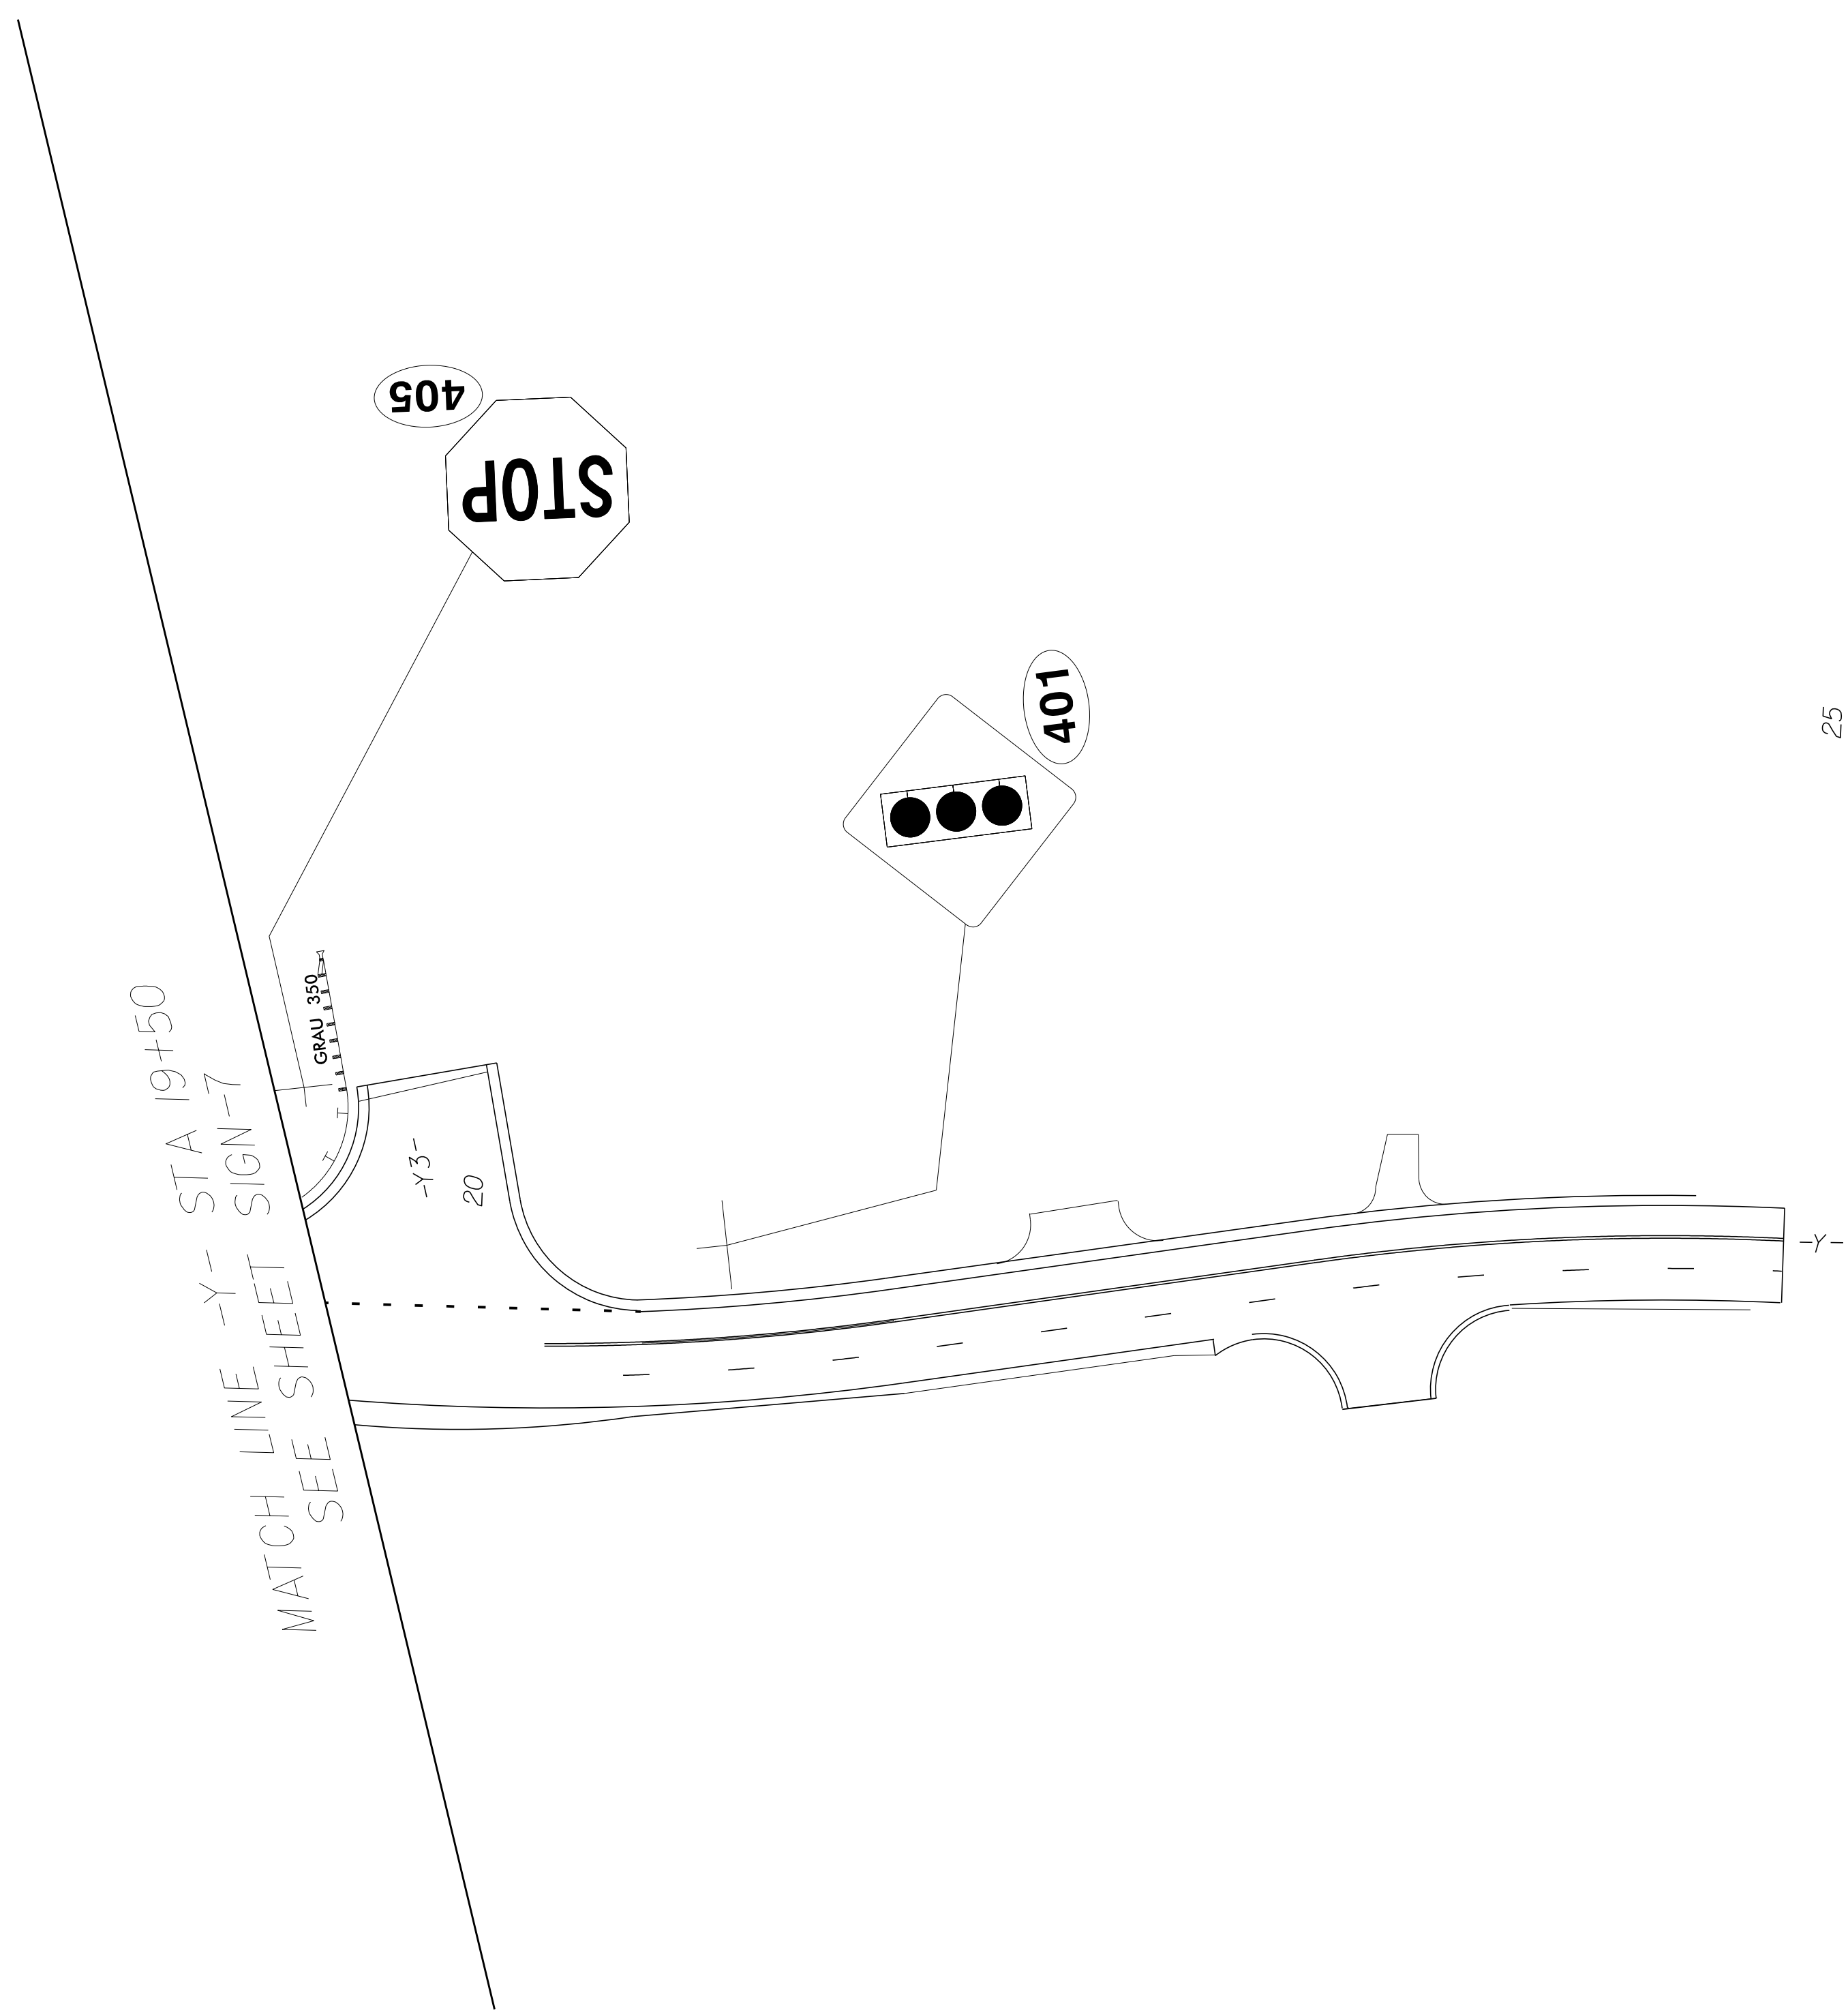 405
STOP
401
25
GRAU 350
-Y3-
20
-Y-
MATCH LINE -Y- STA 19+50
SEE SHEET SIGN-7